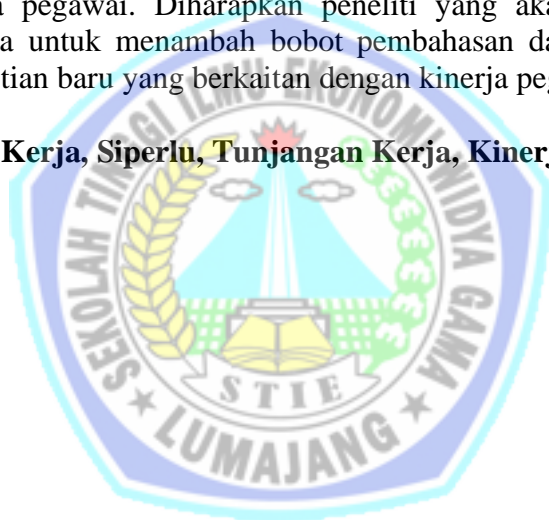 a pegawai. Diharapkan peneliti yang aka
a untuk menambah bobot pembahasan da
tian baru yang berkaitan dengan kinerja peg
Kerja, Siperlu, Tunjangan Kerja, Kinerj
SEKOLAH TINGGI ILMU EKONOMI WIDYA GAMA
STIE
LUMAJANG